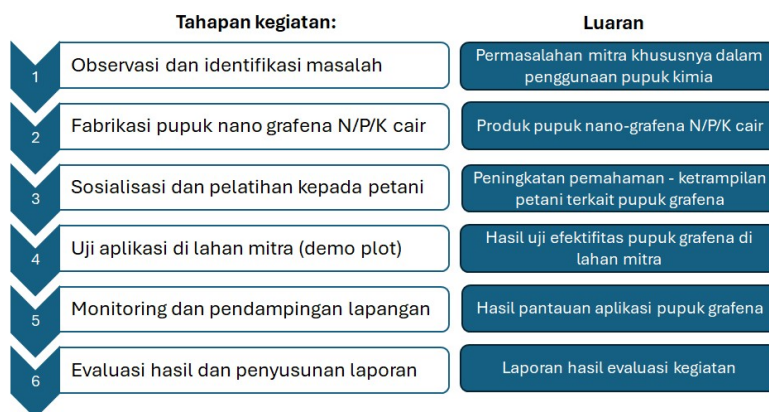 Tahapan kegiatan:
Luaran
1
Observasi dan identifikasi masalah
Permasalahan mitra khususnya dalam
penggunaan pupuk kimia
2
Fabrikasi pupuk nano grafena N/P/K cair
Produk pupuk nano-grafena N/P/K cair
3
Sosialisasi dan pelatihan kepada petani
Peningkatan pemahaman - ketrampilan
petani terkait pupuk grafena
4
Uji aplikasi di lahan mitra (demo plot)
Hasil uji efektifitas pupuk grafena di
lahan mitra
5
Monitoring dan pendampingan lapangan
Hasil pantauan aplikasi pupuk grafena
6
Evaluasi hasil dan penyusunan laporan
Laporan hasil evaluasi kegiatan